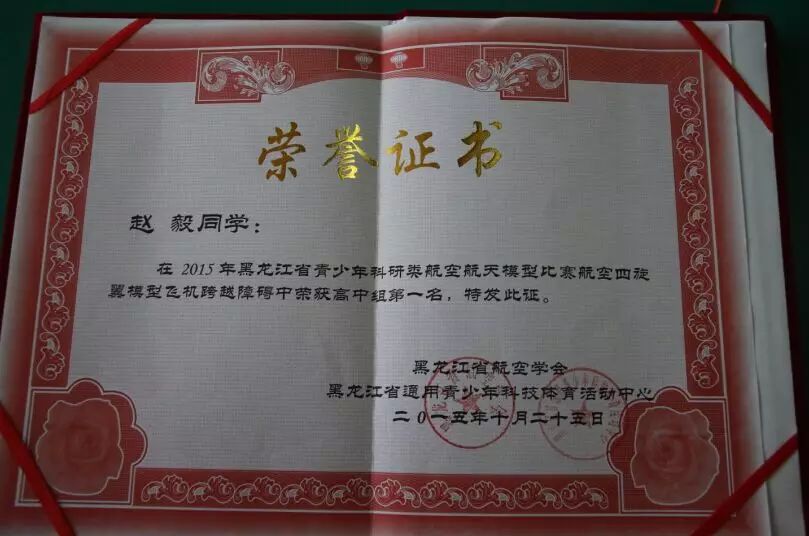 荣誉证书
赵 毅同学：
在 2015 年黑龙江省青少年科研类航空航天模型比赛航空四旋
翼模型飞机跨越障碍中荣获高中组第一名，特发此证。
黑龙江省航空学会
黑龙江省通用青少年科技体育活动中心
二0一五年十月二十五日